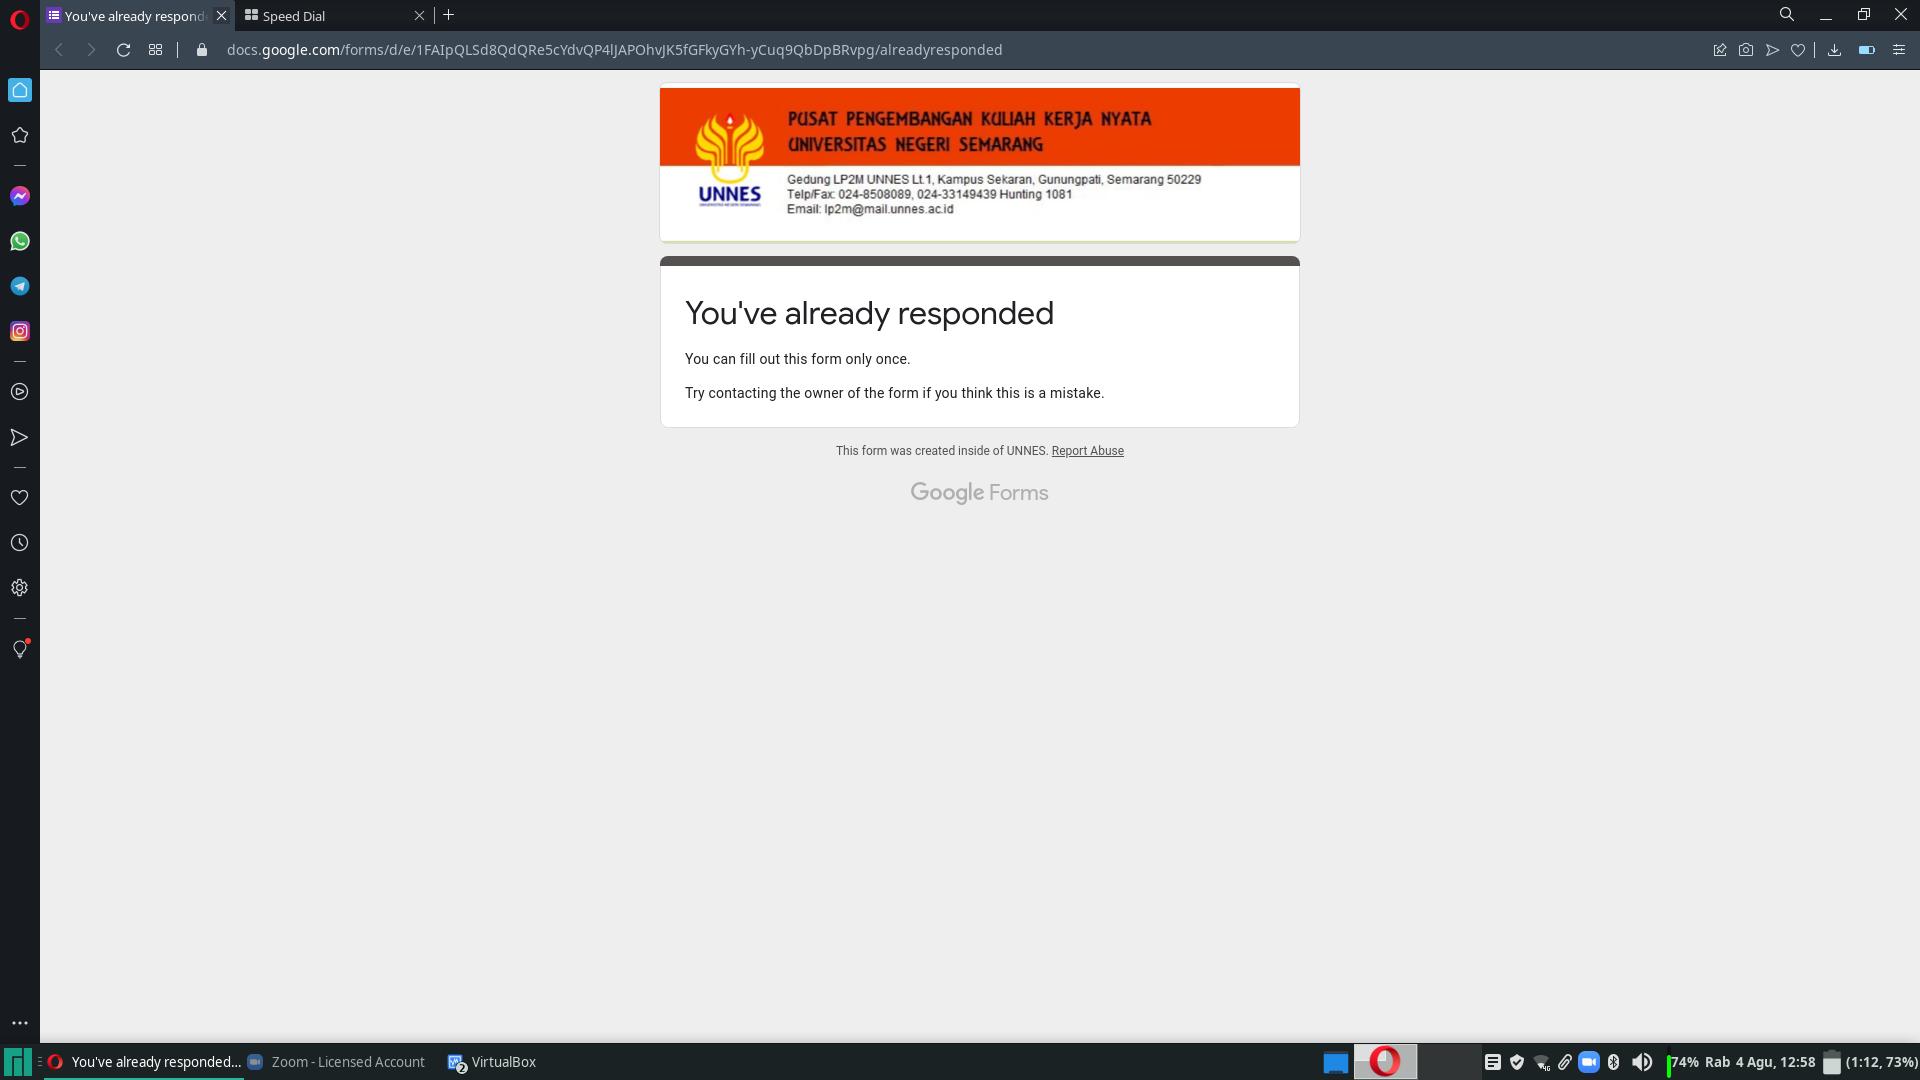 You've already responde
Speed Dial
docs.google.com/forms/d/e/1FAIpQLSd8QdQRe5cYdvQP4lJAPOhvJK5fGFkyGYh-yCuq9QbDpBRvpg/alreadyresponded
PUSAT PENGEMBANGAN KULIAH KERJA NYATA
UNIVERSITAS NEGERI SEMARANG
UNNES
Gedung LP2M UNNES Lt.1, Kampus Sekaran, Gunungpati, Semarang 50229
Telp/Fax: 024-8508089, 024-33149439 Hunting 1081
Email: lp2m@mail.unnes.ac.id
You've already responded
You can fill out this form only once.
Try contacting the owner of the form if you think this is a mistake.
This form was created inside of UNNES. Report Abuse
Google Forms
You've already responded...
Zoom - Licensed Account
2
VirtualBox
4G
74%
Rab 4 Agu, 12:58
(1:12, 73%)